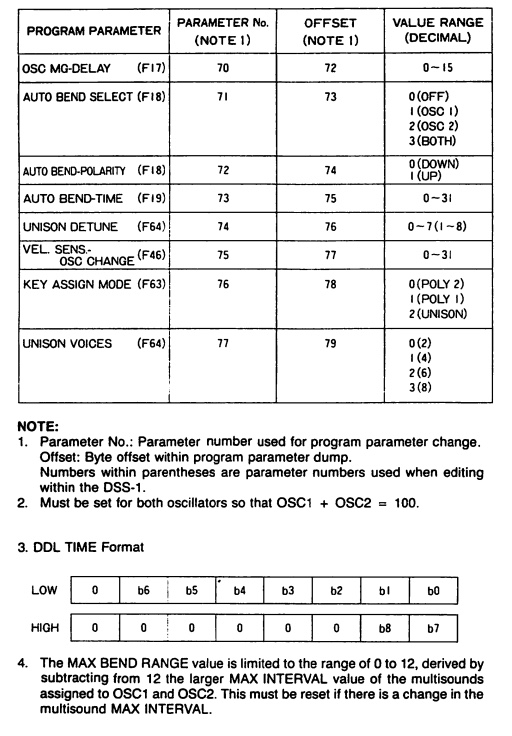 PROGRAM PARAMETER PARAMETER No. (NOTE 1) OFFSET (NOTE 1) VALUE RANGE (DECIMAL)
OSC MG-DELAY (F17) 70 72 0~15
AUTO BEND SELECT (F18) 71 73 0(OFF)
1(OSC 1)
2(OSC 2)
3(BOTH)
AUTO BEND-POLARITY (F18) 72 74 0(DOWN)
1(UP)
AUTO BEND-TIME (F19) 73 75 0~31
UNISON DETUNE (F64) 74 76 0~7(1~8)
VEL. SENS.-
OSC CHANGE (F46) 75 77 0~31
KEY ASSIGN MODE (F63) 76 78 0(POLY 2)
1(POLY 1)
2(UNISON)
UNISON VOICES (F64) 77 79 0(2)
1(4)
2(6)
3(8)
NOTE:
1. Parameter No.: Parameter number used for program parameter change.
Offset: Byte offset within program parameter dump.
Numbers within parentheses are parameter numbers used when editing
within the DSS-1.
2. Must be set for both oscillators so that OSC1 + OSC2 = 100.
3. DDL TIME Format
LOW 0 b6 b5 b4 b3 b2 b1 b0
HIGH 0 0 0 0 0 0 b8 b7
4. The MAX BEND RANGE value is limited to the range of 0 to 12, derived by
subtracting from 12 the larger MAX INTERVAL value of the multisounds
assigned to OSC1 and OSC2. This must be reset if there is a change in the
multisound MAX INTERVAL.